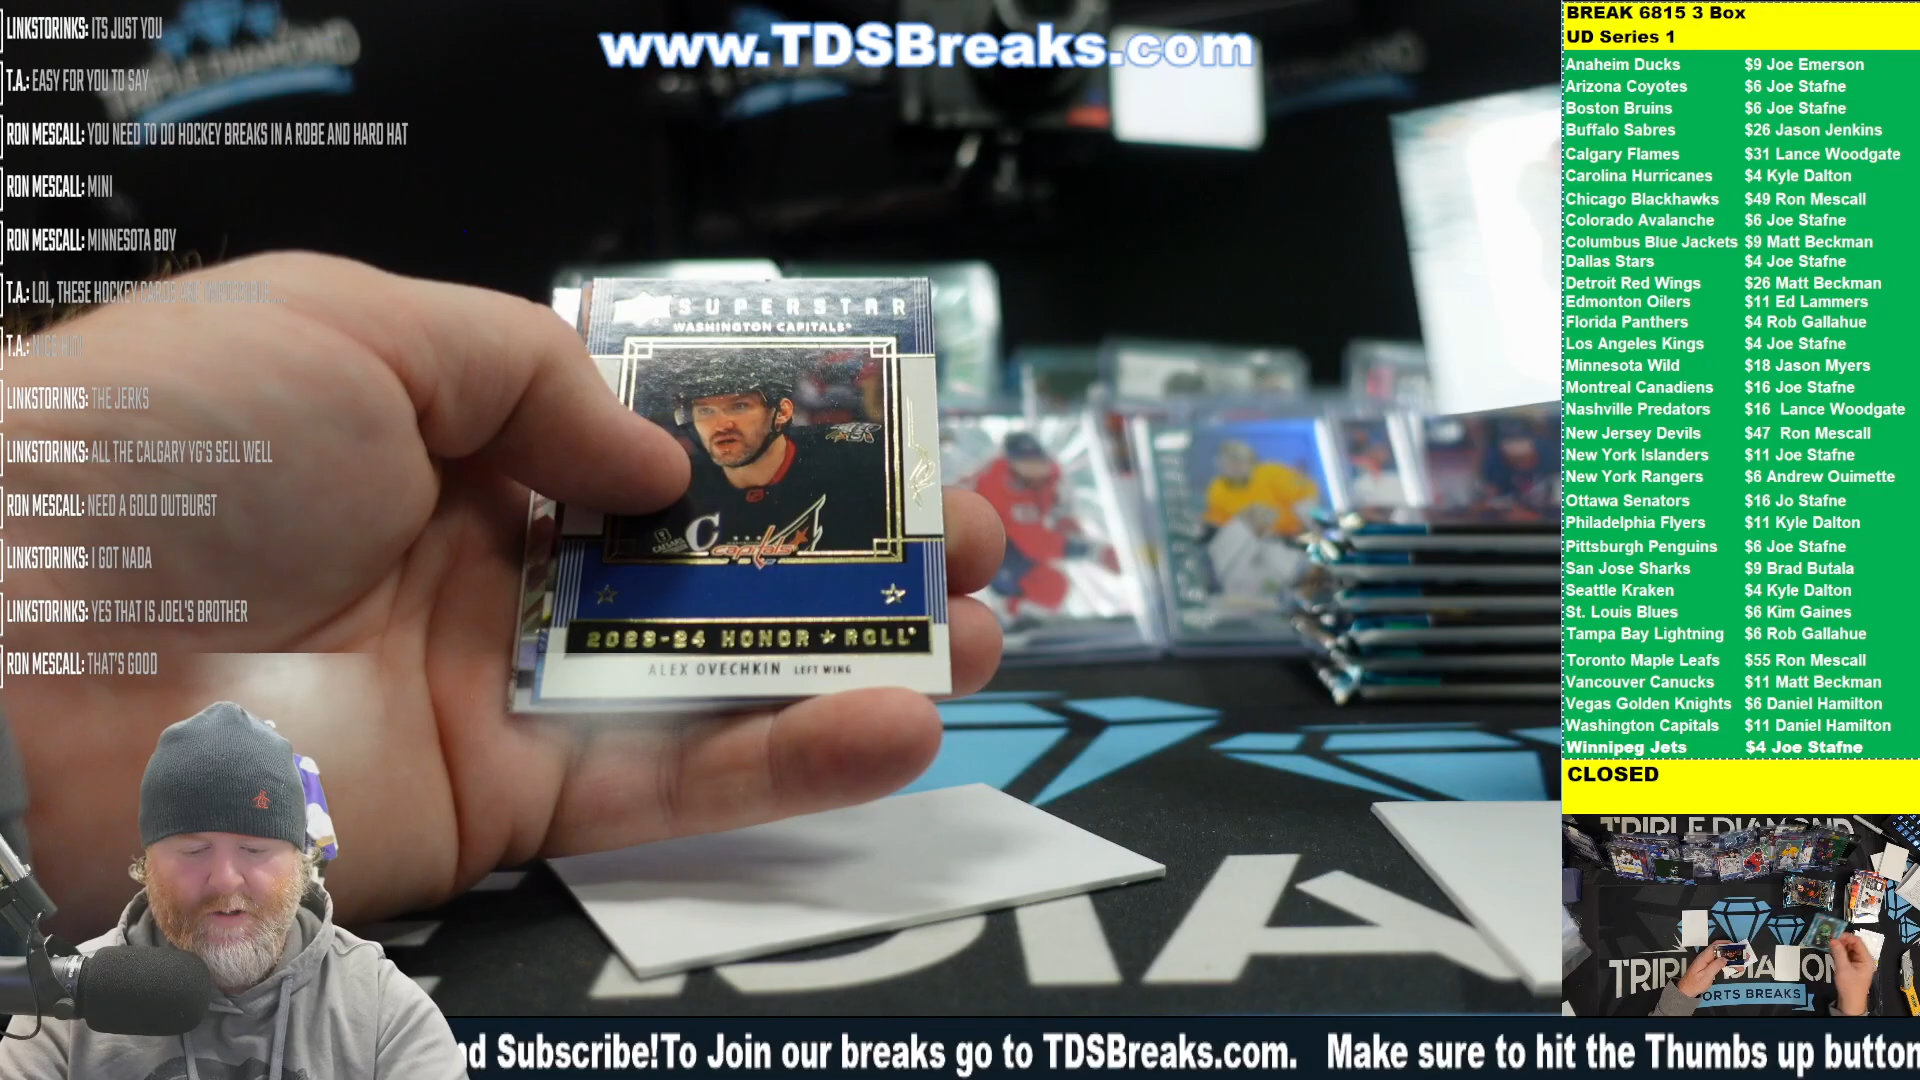 LINKSTORINKS: ITS JUST YOU
T.A.: EASY FOR YOU TO SAY
RON MESCALL: YOU NEED TO DO HOCKEY BREAKS IN A ROBE AND HARD HAT
RON MESCALL: MINI
RON MESCALL: MINNESOTA BOY
T.A.: LOL, THESE HOCKEY CARDS ARE IMPOSSIBLE ....
T.A.: NICE HIT!
LINKSTORINKS: THE JERKS
LINKSTORINKS: ALL THE CALGARY YG'S SELL WELL
RON MESCALL: NEED A GOLD OUTBURST
LINKSTORINKS: I GOT NADA
LINKSTORINKS: YES THAT IS JOEL'S BROTHER
RON MESCALL: THAT'S GOOD
www.TDSBreaks.com
SUPERSTAR
WASHINGTON CAPITALS
C
capitals
2023-24 HONOR ★ ROLL
ALEX OVECHKIN LEFT WING
BREAK 6815 3 Box
UD Series 1
Anaheim Ducks $9 Joe Emerson
Arizona Coyotes $6 Joe Stafne
Boston Bruins $6 Joe Stafne
Buffalo Sabres $26 Jason Jenkins
Calgary Flames $31 Lance Woodgate
Carolina Hurricanes $4 Kyle Dalton
Chicago Blackhawks $49 Ron Mescall
Colorado Avalanche $6 Joe Stafne
Columbus Blue Jackets $9 Matt Beckman
Dallas Stars $4 Joe Stafne
Detroit Red Wings $26 Matt Beckman
Edmonton Oilers $11 Ed Lammers
Florida Panthers $4 Rob Gallahue
Los Angeles Kings $4 Joe Stafne
Minnesota Wild $18 Jason Myers
Montreal Canadiens $16 Joe Stafne
Nashville Predators $16 Lance Woodgate
New Jersey Devils $47 Ron Mescall
New York Islanders $11 Joe Stafne
New York Rangers $6 Andrew Ouimette
Ottawa Senators $16 Jo Stafne
Philadelphia Flyers $11 Kyle Dalton
Pittsburgh Penguins $6 Joe Stafne
San Jose Sharks $9 Brad Butala
Seattle Kraken $4 Kyle Dalton
St. Louis Blues $6 Kim Gaines
Tampa Bay Lightning $6 Rob Gallahue
Toronto Maple Leafs $55 Ron Mescall
Vancouver Canucks $11 Matt Beckman
Vegas Golden Knights $6 Daniel Hamilton
Washington Capitals $11 Daniel Hamilton
Winnipeg Jets $4 Joe Stafne
CLOSED
TRIPLE DIAMOND
TRIPLE DIAMOND
ORTS BREAKS
nd Subscribe!To Join our breaks go to TDSBreaks.com. Make sure to hit the Thumbs up button